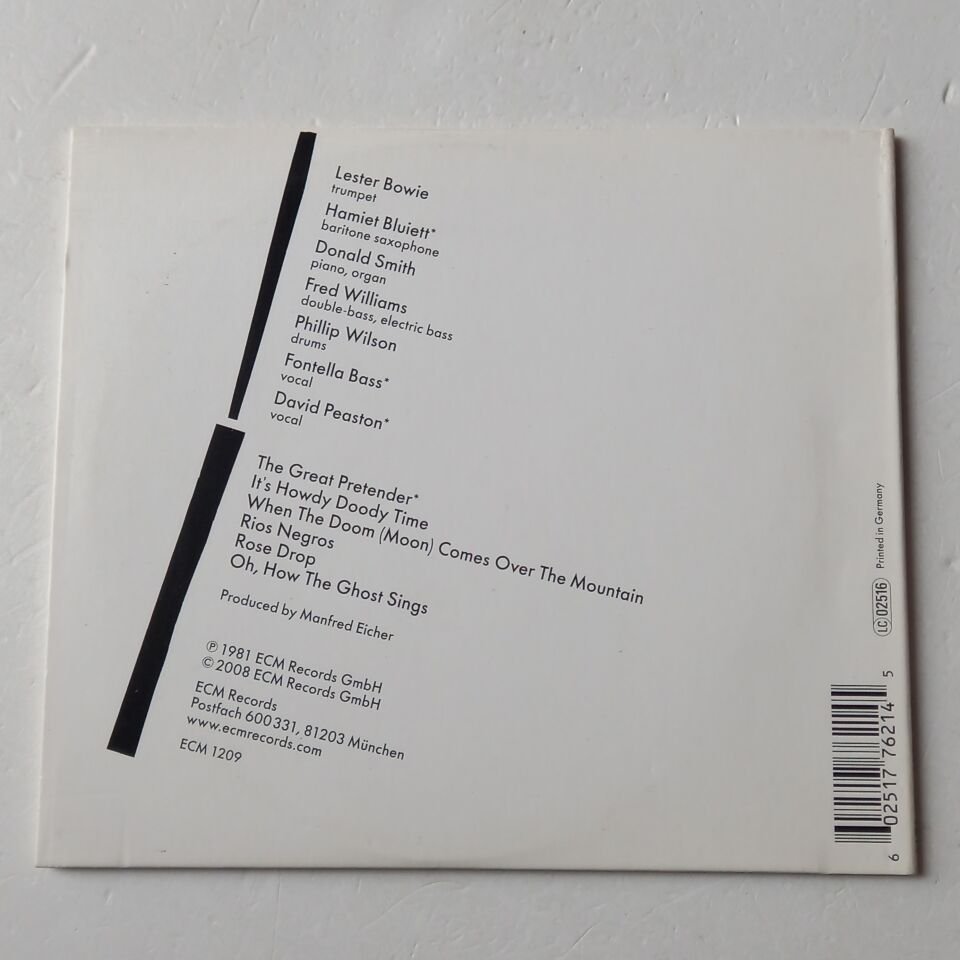 Lester Bowie
trumpet
Hamiet Bluiett*
baritone saxophone
Donald Smith
piano, organ
Fred Williams
double-bass, electric bass
Phillip Wilson
drums
Fontella Bass*
vocal
David Peaston*
vocal
The Great Pretender*
It's Howdy Doody Time
When The Doom (Moon) Comes Over The Mountain
Rios Negros
Rose Drop
Oh, How The Ghost Sings
Produced by Manfred Eicher
℗ 1981 ECM Records GmbH
© 2008 ECM Records GmbH
ECM Records
Postfach 600 331, 81203 München
www.ecmrecords.com
ECM 1209
LC 02516 Printed in Germany
6 02517 76214 5